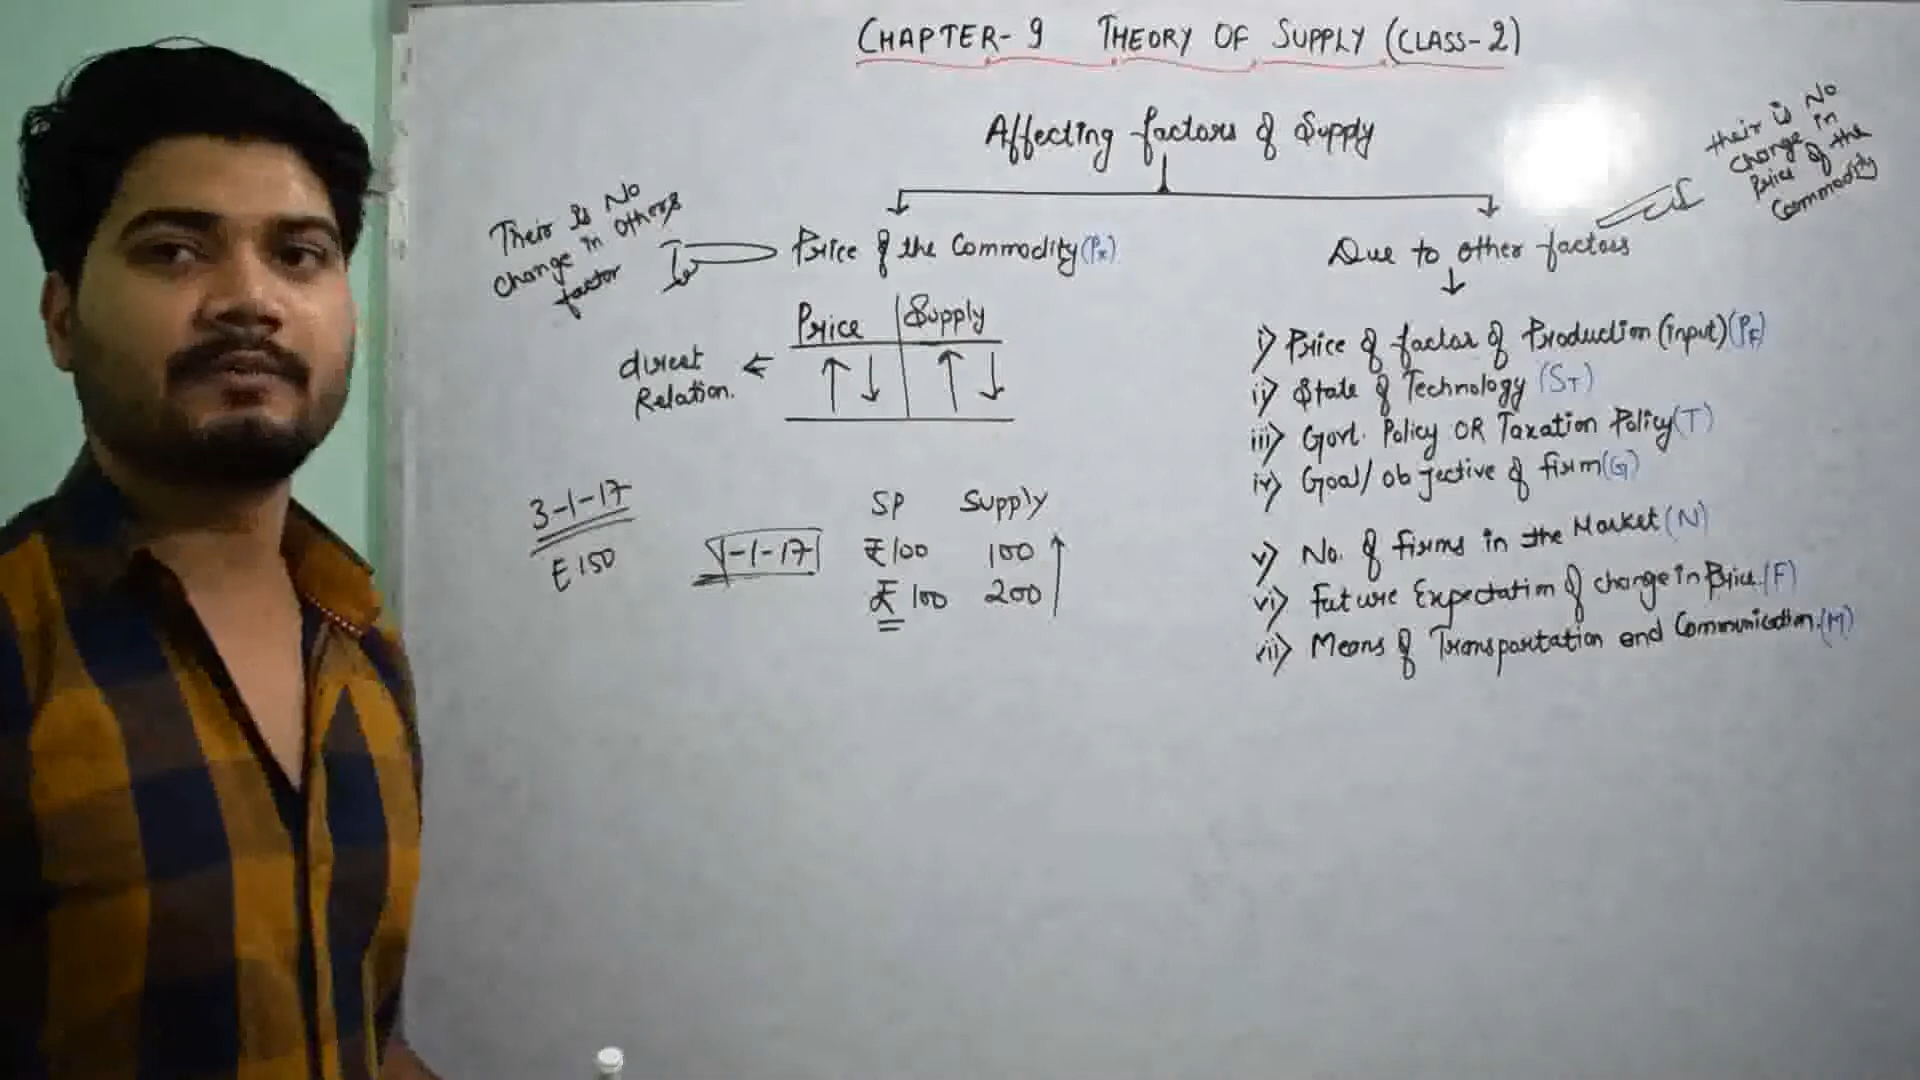 CHAPTER-9 THEORY OF SUPPLY (CLASS-2)
Affecting factors of Supply
Their is No
change in others
factor
Price of the Commodity (Px)
Due to other factors
their is No
change in
Price of the
Commodity
Price Supply
↑↓ ↑↓
direct
Relation.
i) Price of factor of Production (input) (PF)
ii) State of Technology (ST)
iii) Govt. Policy OR Taxation Policy (T)
iv) Goal/objective of firm (G)
v) No. of firms in the Market (N)
vi) Future Expectation of change in Price. (F)
vii) Means of Transportation and Communication. (M)
3-1-17
E 150
1-1-17
SP Supply
₹100 100
₹ 100 200